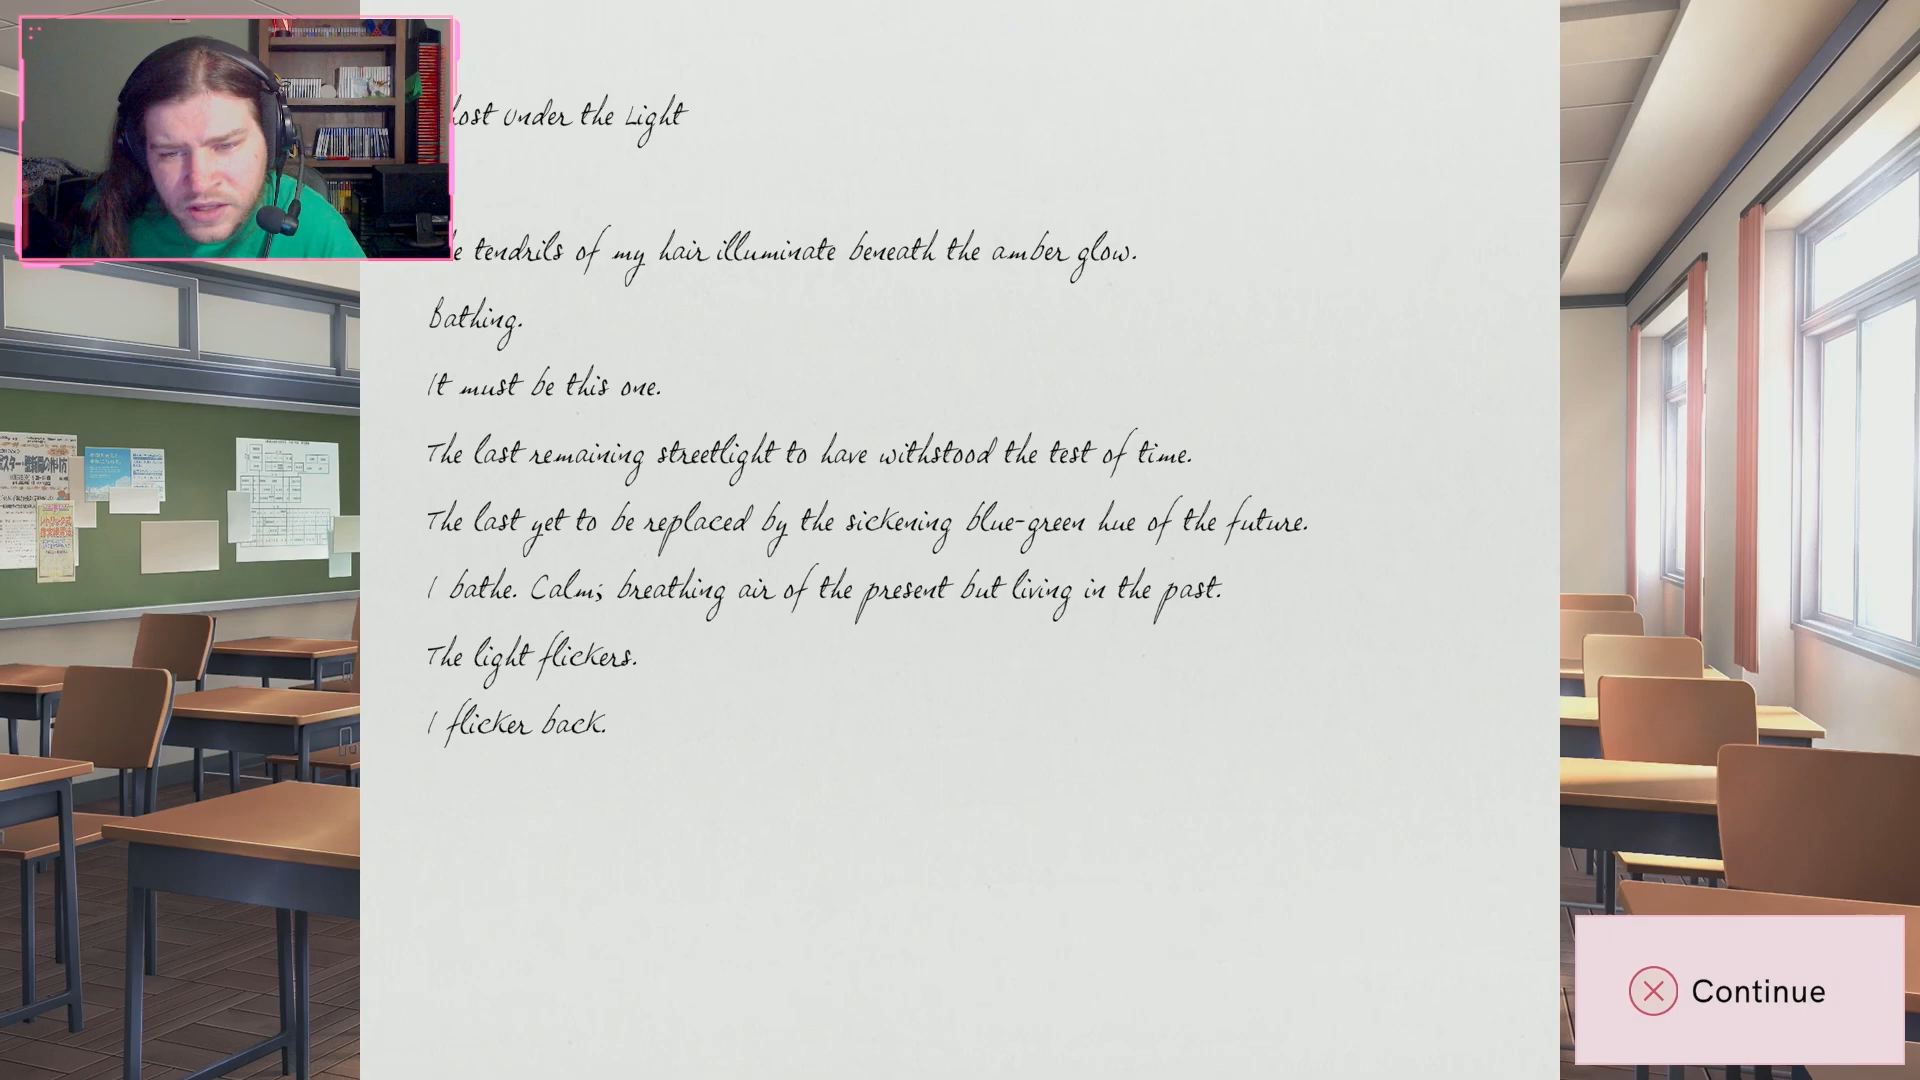 host under the Light
e tendrils of my hair illuminate beneath the amber glow.
Bathing.
It must be this one.
The last remaining streetlight to have withstood the test of time.
The last yet to be replaced by the sickening blue-green hue of the future.
I bathe. Calm; breathing air of the present but living in the past.
The light flickers.
I flicker back.
Continue